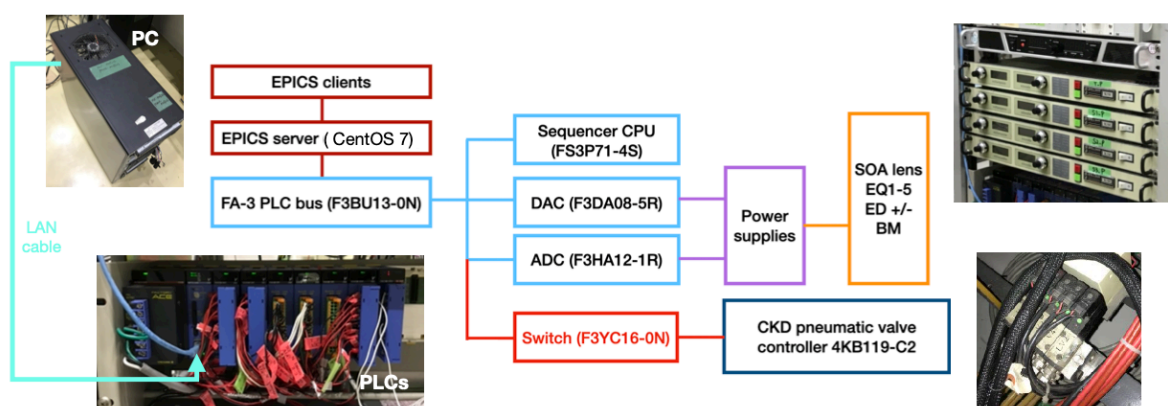 PC
EPICS clients
EPICS server ( CentOS 7)
FA-3 PLC bus (F3BU13-0N)
LAN
cable
PLCs
Sequencer CPU
(FS3P71-4S)
DAC (F3DA08-5R)
ADC (F3HA12-1R)
Switch (F3YC16-0N)
Power
supplies
SOA lens
EQ1-5
ED +/-
BM
CKD pneumatic valve
controller 4KB119-C2